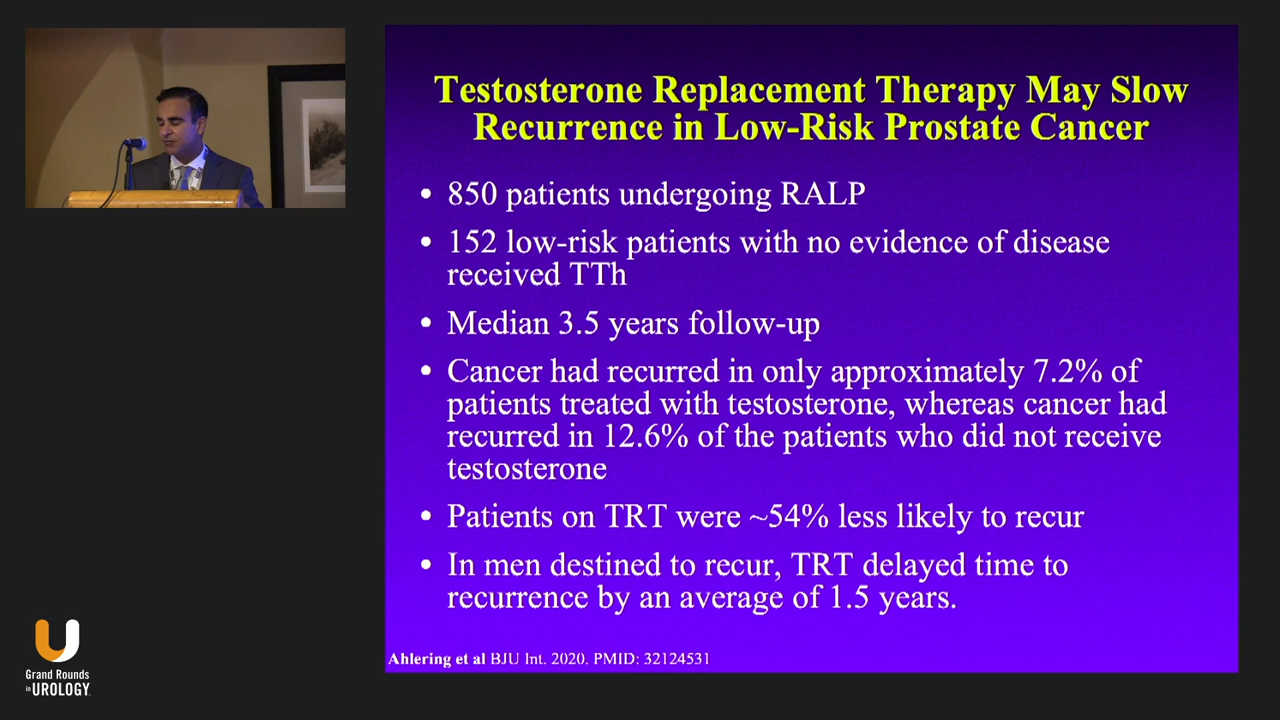 Testosterone Replacement Therapy May Slow
Recurrence in Low-Risk Prostate Cancer
• 850 patients undergoing RALP
• 152 low-risk patients with no evidence of disease
received TTh
• Median 3.5 years follow-up
• Cancer had recurred in only approximately 7.2% of
patients treated with testosterone, whereas cancer had
recurred in 12.6% of the patients who did not receive
testosterone
• Patients on TRT were ~54% less likely to recur
• In men destined to recur, TRT delayed time to
recurrence by an average of 1.5 years.
Ahlering et al BJU Int. 2020. PMID: 32124531
Grand Rounds
in UROLOGY